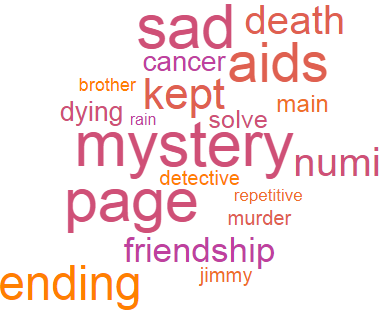 sad
death
cancer
aids
brother
kept
main
dying
rain
solve
mystery
numi
detective
page
repetitive
murder
friendship
jimmy
ending